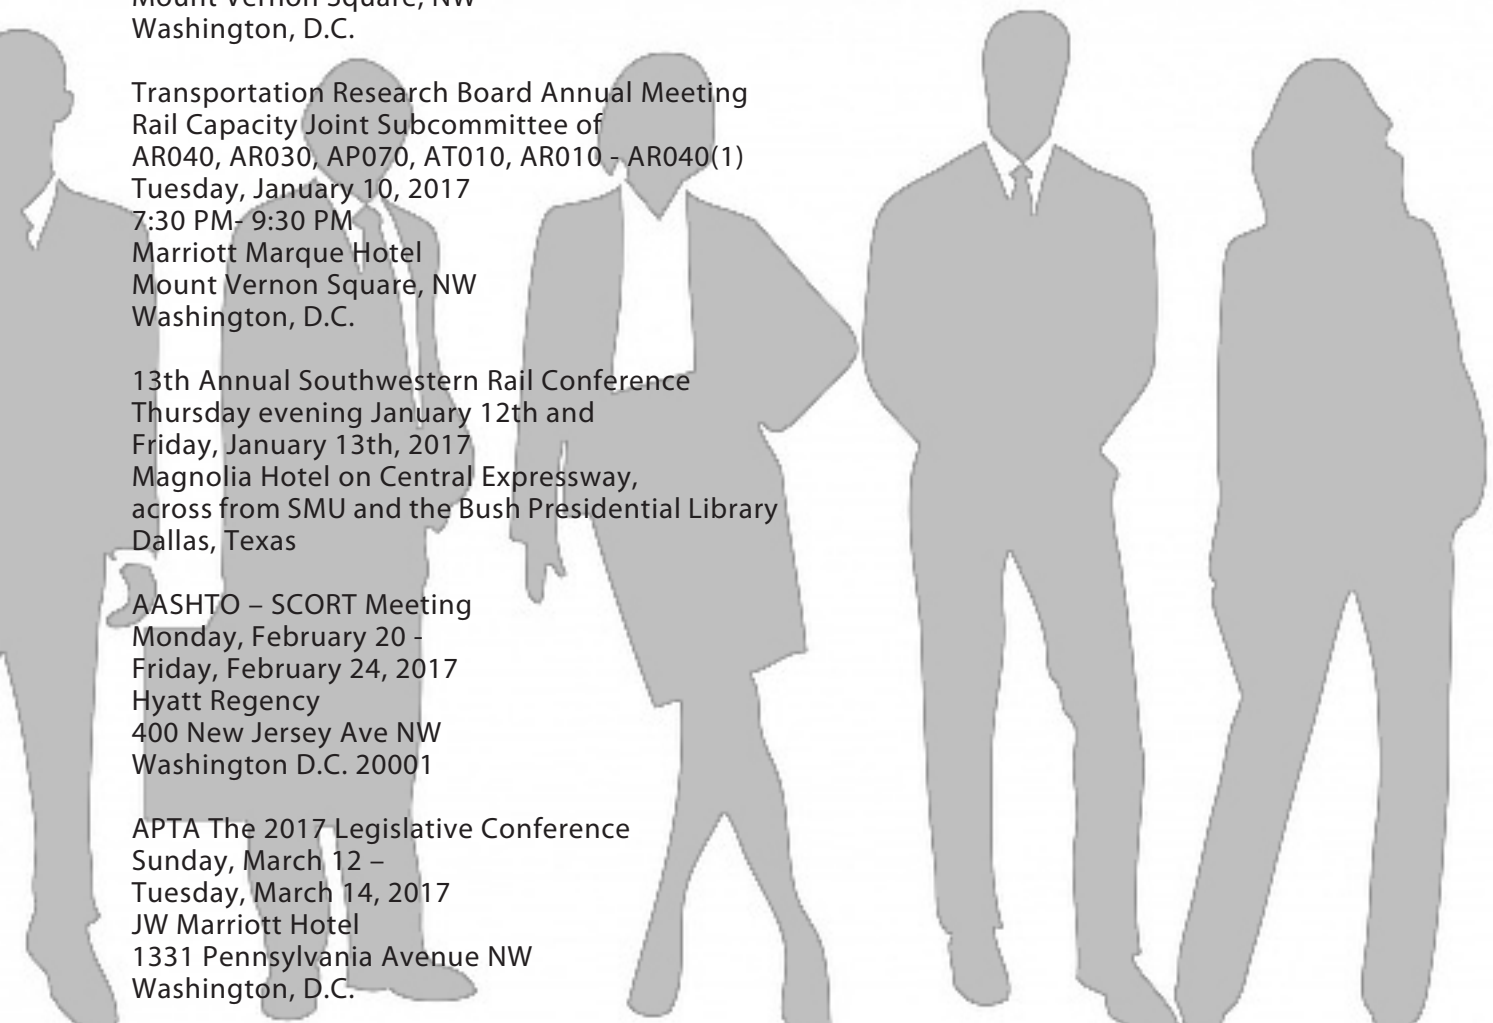 Mount Vernon Square, NW
Washington, D.C.
Transportation Research Board Annual Meeting
Rail Capacity Joint Subcommittee of
AR040, AR030, AP070, AT010, AR010 - AR040(1)
Tuesday, January 10, 2017
7:30 PM- 9:30 PM
Marriott Marque Hotel
Mount Vernon Square, NW
Washington, D.C.
13th Annual Southwestern Rail Conference
Thursday evening January 12th and
Friday, January 13th, 2017
Magnolia Hotel on Central Expressway,
across from SMU and the Bush Presidential Library
Dallas, Texas
AASHTO – SCORT Meeting
Monday, February 20 -
Friday, February 24, 2017
Hyatt Regency
400 New Jersey Ave NW
Washington D.C. 20001
APTA The 2017 Legislative Conference
Sunday, March 12 –
Tuesday, March 14, 2017
JW Marriott Hotel
1331 Pennsylvania Avenue NW
Washington, D.C.